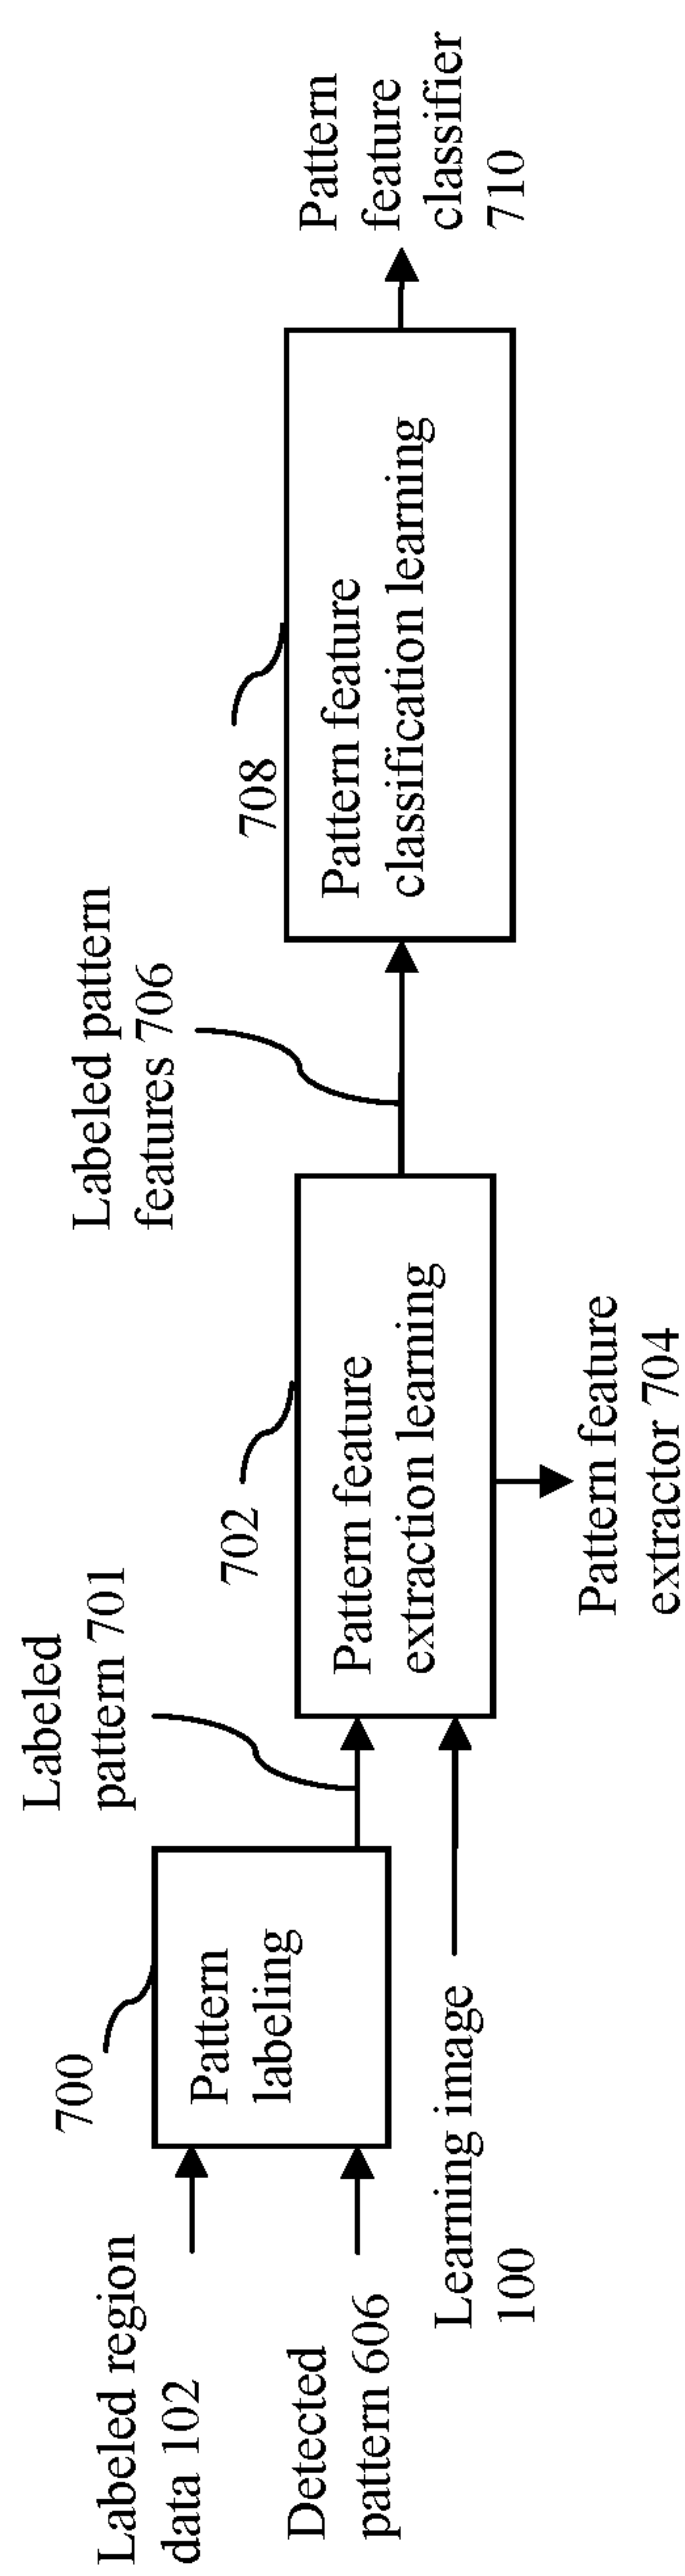 Labeled region
data 102
Detected
pattern 606
700
Pattern
labeling
Learning image
100
Labeled
pattern 701
702
Pattern feature
extraction learning
Pattern feature
extractor 704
Labeled pattern
features 706
708
Pattern feature
classification learning
Pattern
feature
classifier
710